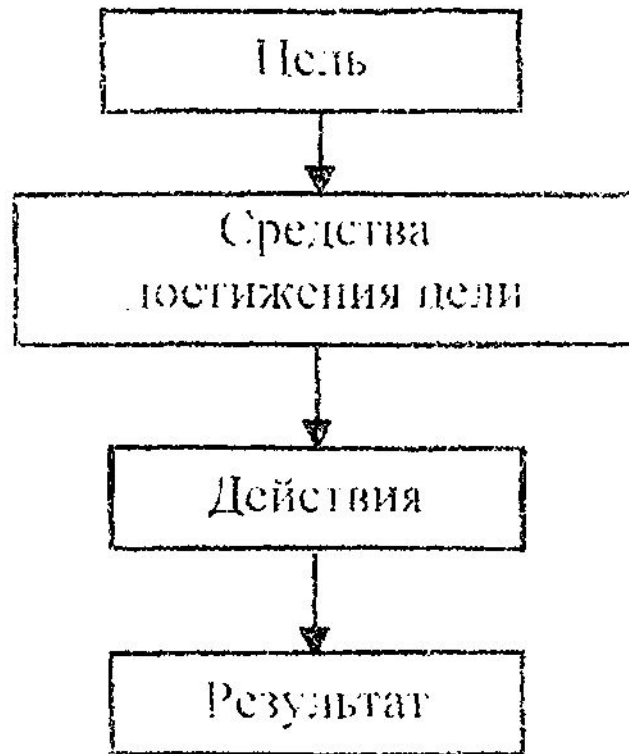 Цель
Средства
достижения цели
Действия
Результат